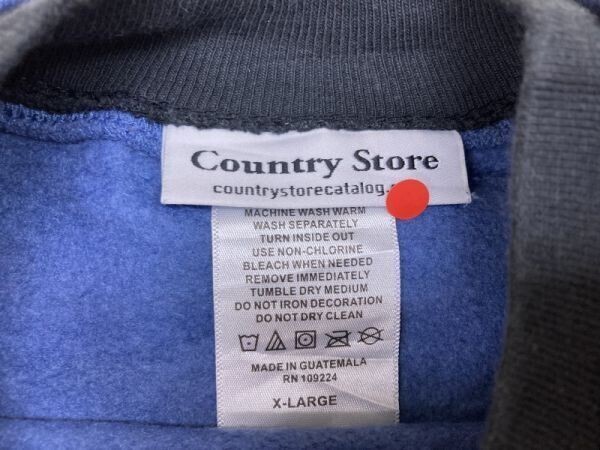 Country Store
countrystorecatalog.
MACHINE WASH WARM
WASH SEPARATELY
TURN INSIDE OUT
USE NON-CHLORINE
BLEACH WHEN NEEDED
REMOVE IMMEDIATELY
TUMBLE DRY MEDIUM
DO NOT IRON DECORATION
DO NOT DRY CLEAN
MADE IN GUATEMALA
RN 109224
X-LARGE